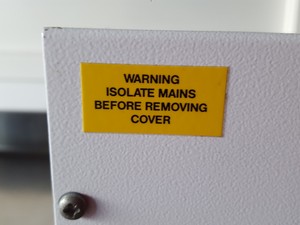 WARNING
ISOLATE MAINS
BEFORE REMOVING
COVER